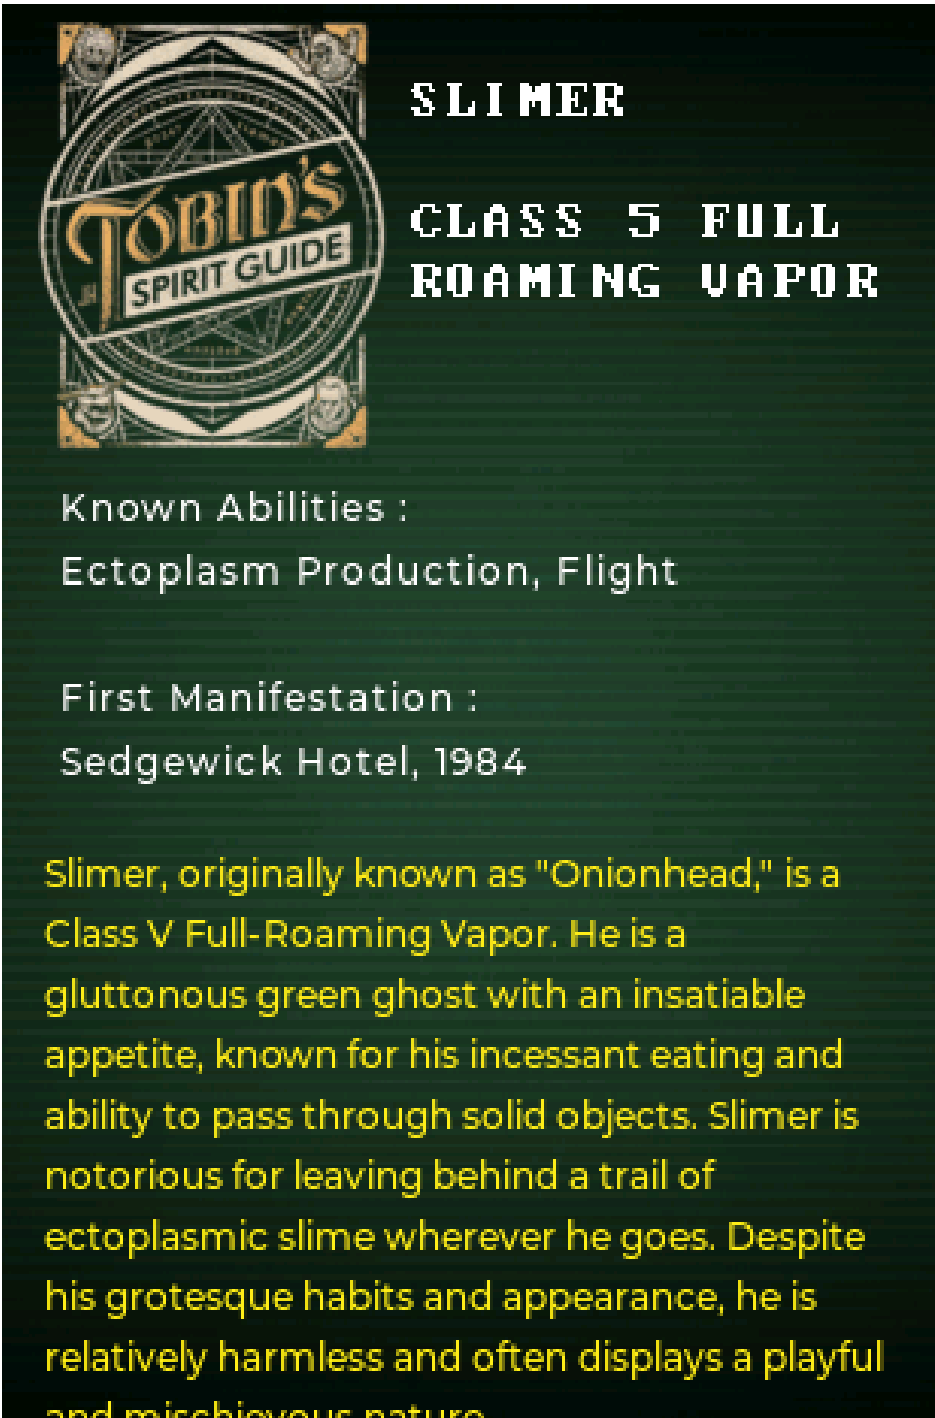 TOBIN'S
SPIRIT GUIDE
SLIMER
CLASS 5 FULL
ROAMING VAPOR
Known Abilities :
Ectoplasm Production, Flight
First Manifestation :
Sedgewick Hotel, 1984
Slimer, originally known as "Onionhead," is a
Class V Full-Roaming Vapor. He is a
gluttonous green ghost with an insatiable
appetite, known for his incessant eating and
ability to pass through solid objects. Slimer is
notorious for leaving behind a trail of
ectoplasmic slime wherever he goes. Despite
his grotesque habits and appearance, he is
relatively harmless and often displays a playful
and mischievous nature.